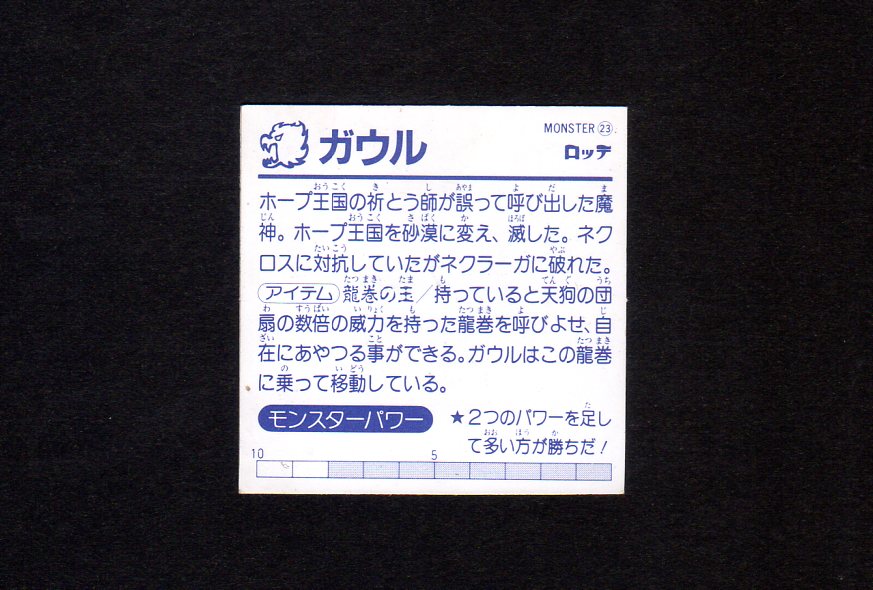 ガウル
MONSTER 23
ロッテ
ホープ王国の祈とう師が誤って呼び出した魔
神。ホープ王国を砂漠に変え、滅した。ネク
ロスに対抗していたがネクラーガに破れた。
アイテム 龍巻の玉／持っていると天狗の団
扇の数倍の威力を持った龍巻を呼びよせ、自
在にあやつる事ができる。ガウルはこの龍巻
に乗って移動している。
モンスターパワー ★2つのパワーを足し
て多い方が勝ちだ！
10 5